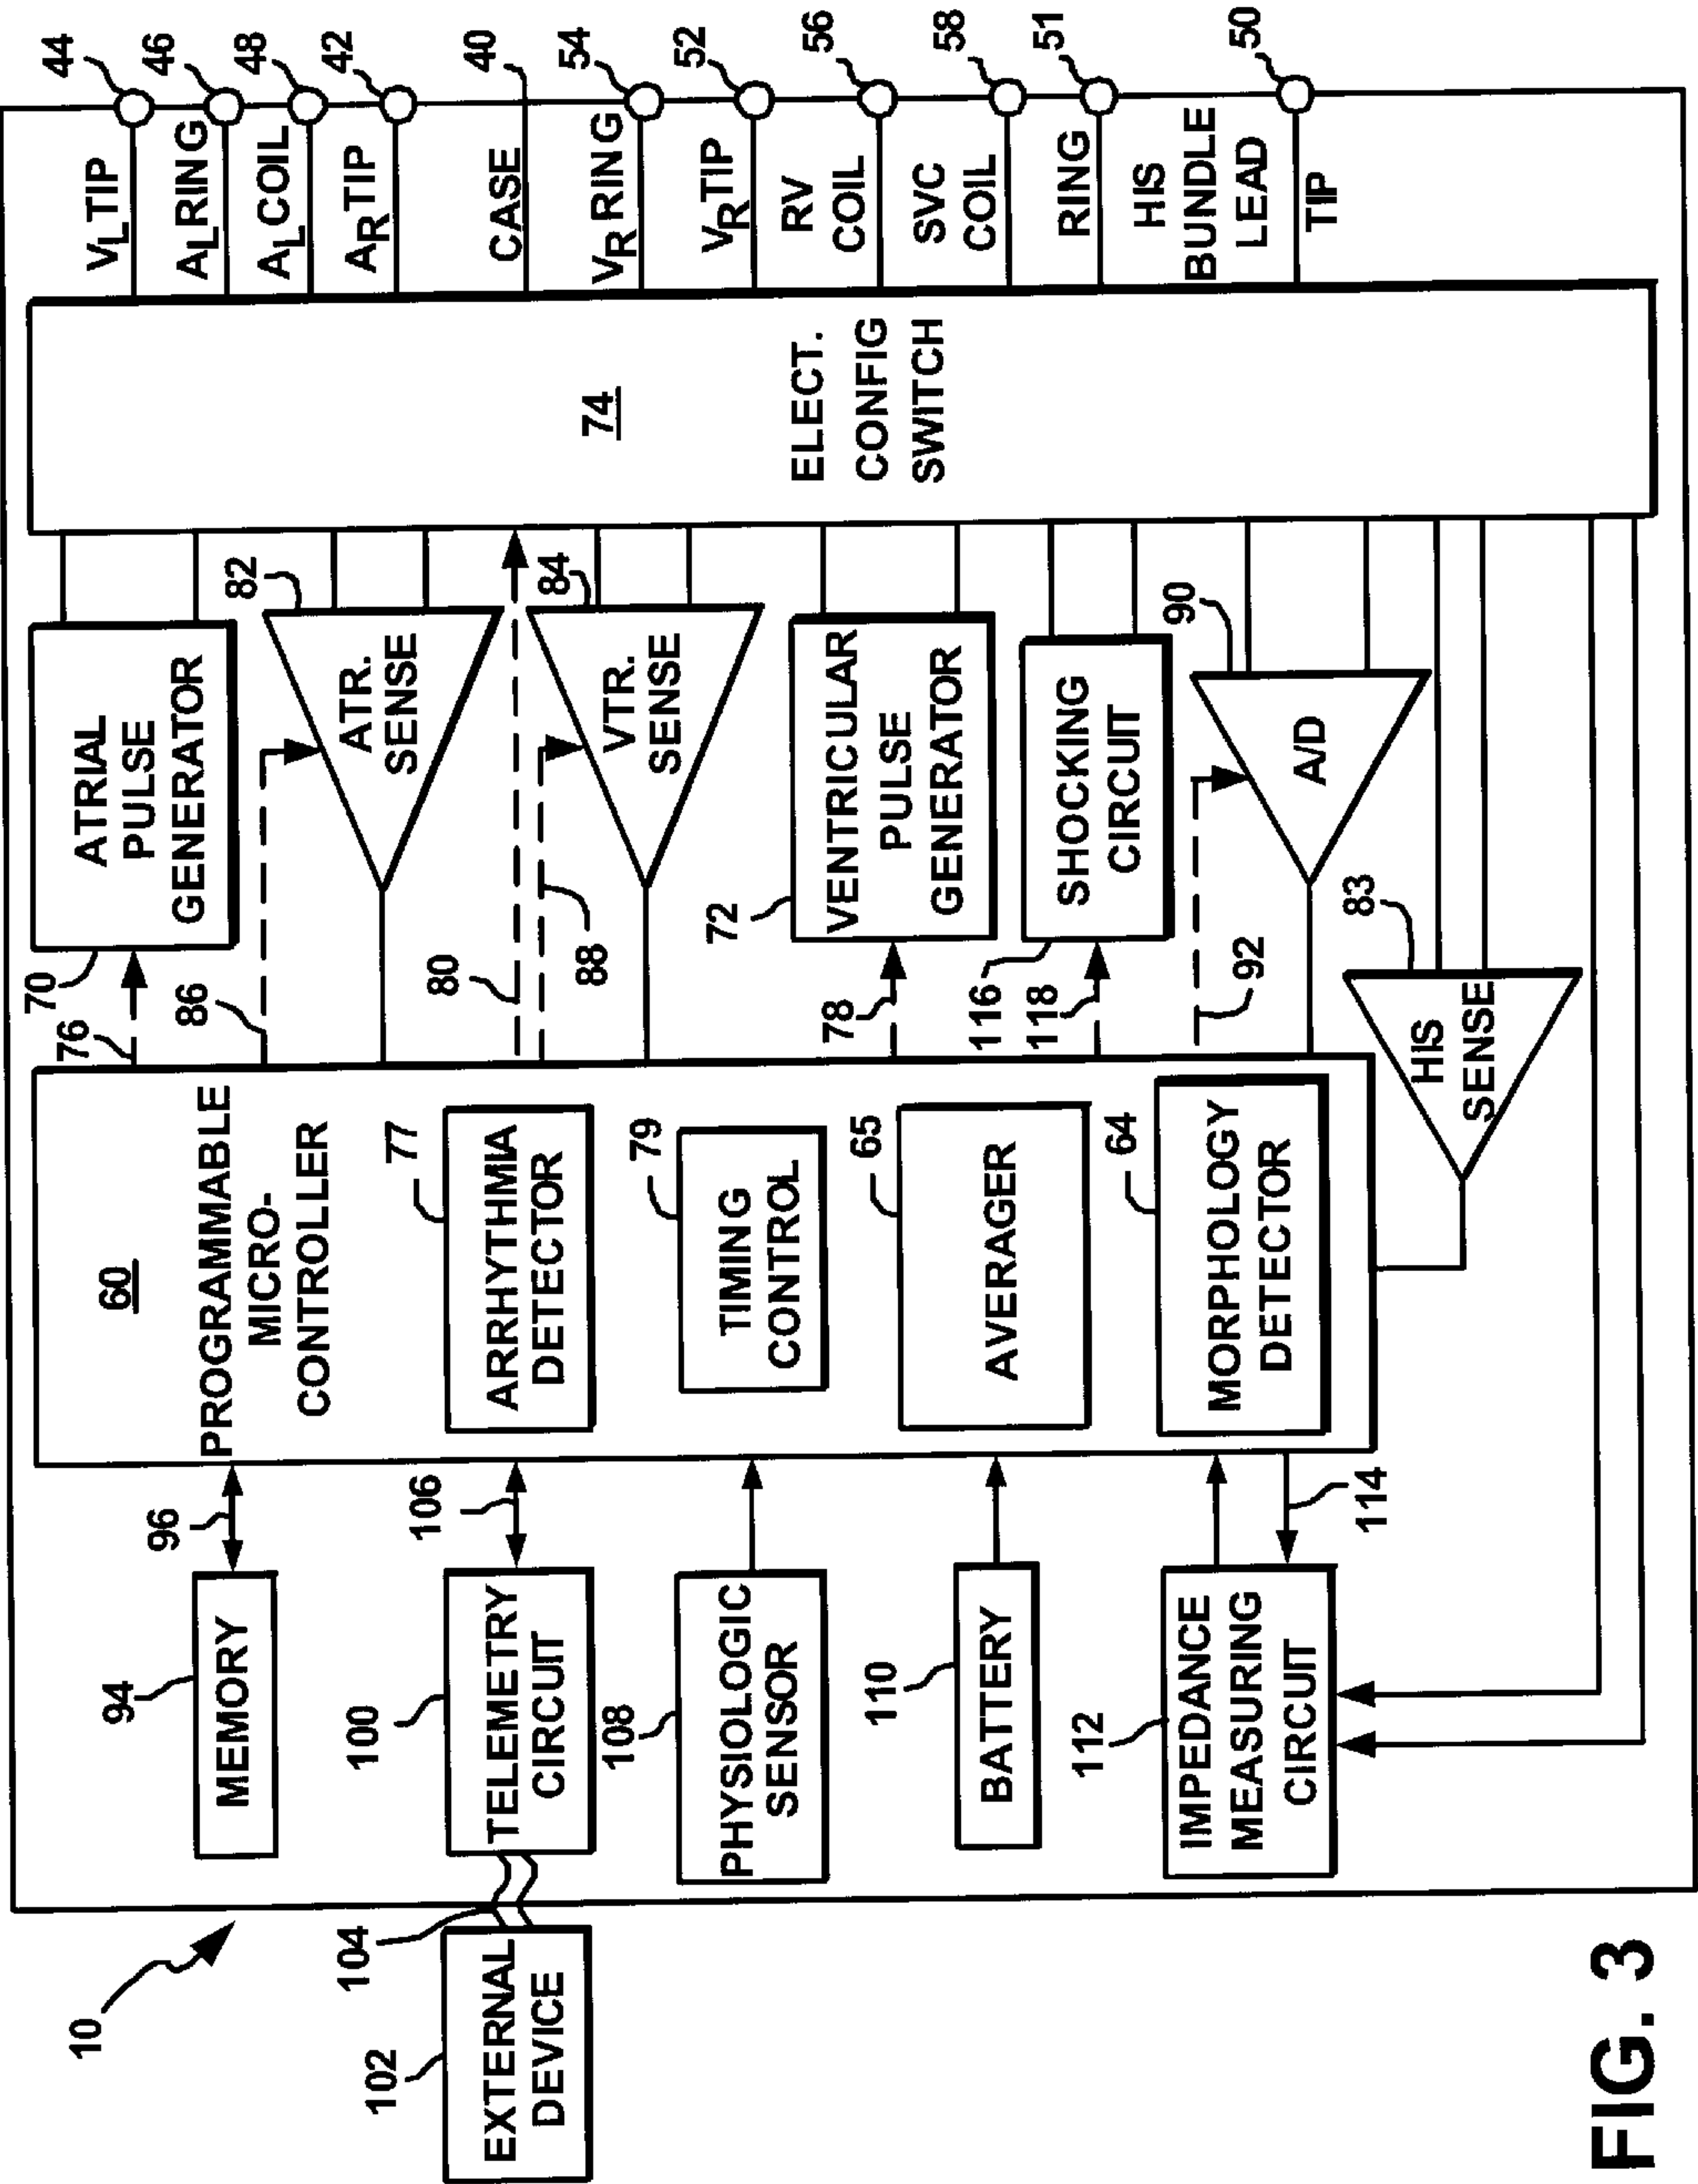 10
102
EXTERNAL
DEVICE
104
94
MEMORY
96
100
TELEMETRY
CIRCUIT
106
108
PHYSIOLOGIC
SENSOR
110
BATTERY
112
IMPEDANCE
MEASURING
CIRCUIT
114
60
PROGRAMMABLE
MICRO-
CONTROLLER
77
ARRHYTHMIA
DETECTOR
79
TIMING
CONTROL
65
AVERAGER
64
MORPHOLOGY
DETECTOR
70
76
ATRIAL
PULSE
GENERATOR
86
82
ATR.
SENSE
80
88
84
VTR.
SENSE
72
78
VENTRICULAR
PULSE
GENERATOR
116
118
SHOCKING
CIRCUIT
92
90
A/D
83
HIS
SENSE
74
ELECT.
CONFIG
SWITCH
VL TIP
44
AL RING
46
AL COIL
48
AR TIP
42
CASE
40
VR RING
54
VR TIP
52
RV
COIL
56
SVC
COIL
58
RING
51
HIS
BUNDLE
LEAD
TIP
50
FIG. 3